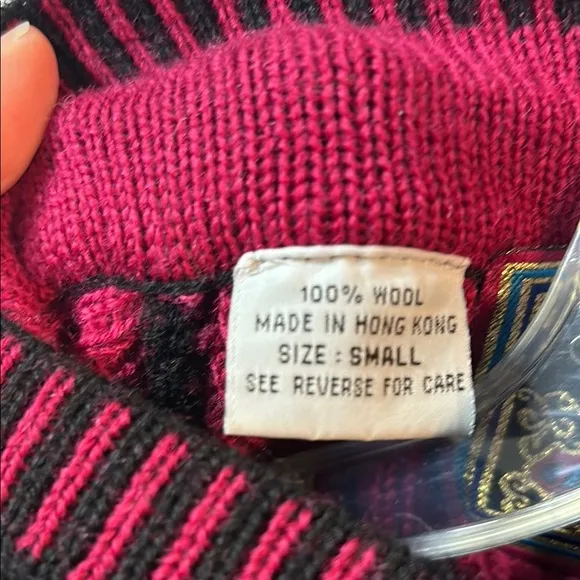 100% WOOL
MADE IN HONG KONG
SIZE : SMALL
SEE REVERSE FOR CARE